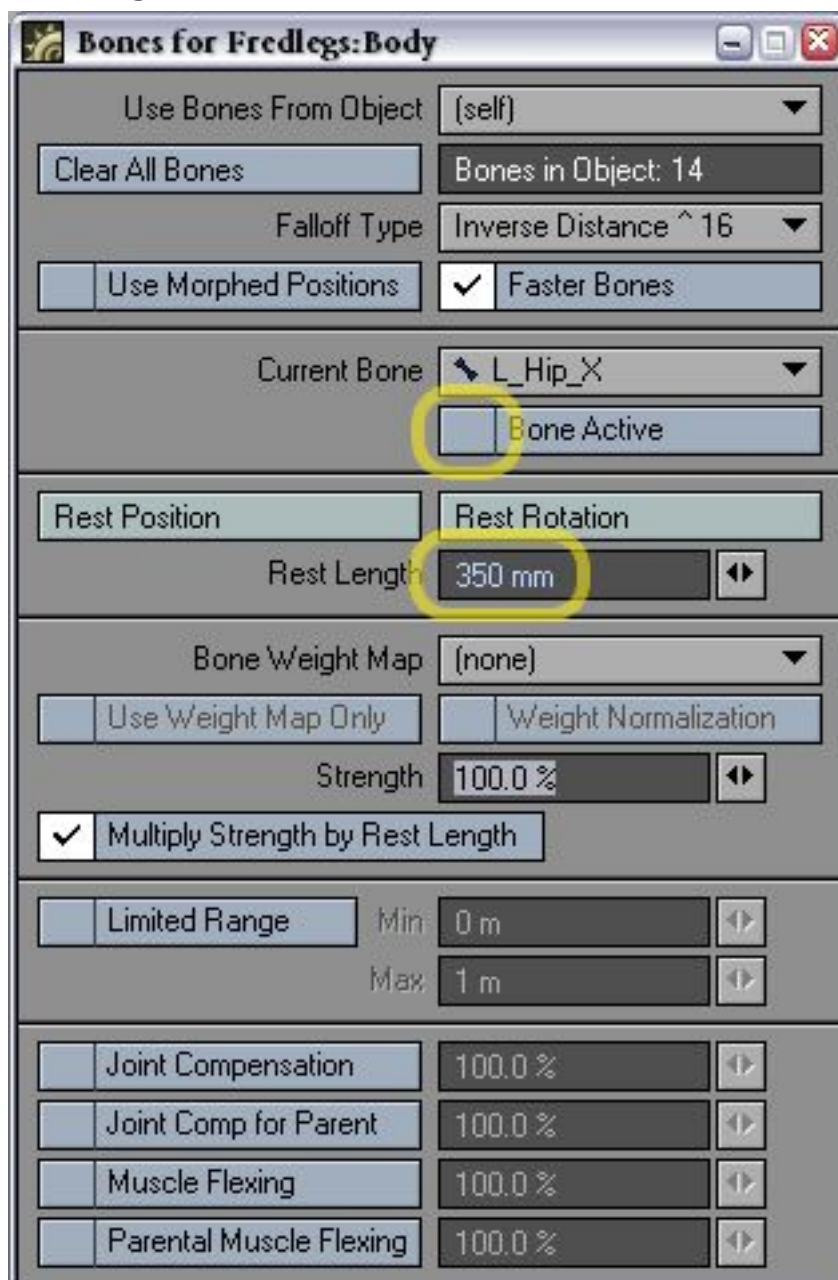 Bones for Fredlegs:Body
Use Bones From Object (self)
Clear All Bones Bones in Object: 14
Falloff Type Inverse Distance ^ 16
Use Morphed Positions Faster Bones
Current Bone L_Hip_X
Bone Active
Rest Position Rest Rotation
Rest Length 350 mm
Bone Weight Map (none)
Use Weight Map Only Weight Normalization
Strength 100.0 %
Multiply Strength by Rest Length
Limited Range Min 0 m
Max 1 m
Joint Compensation 100.0 %
Joint Comp for Parent 100.0 %
Muscle Flexing 100.0 %
Parental Muscle Flexing 100.0 %